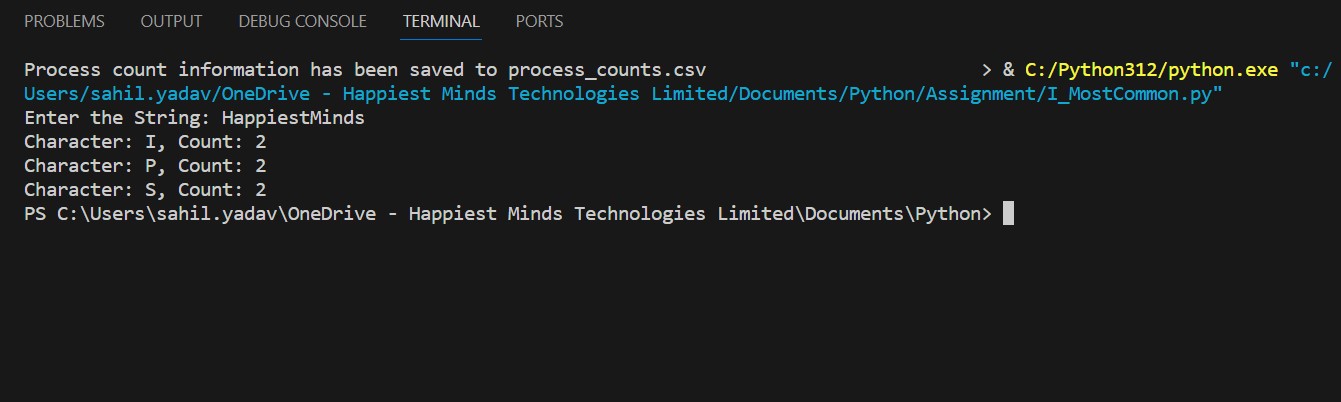 PROBLEMS OUTPUT DEBUG CONSOLE TERMINAL PORTS
Process count information has been saved to process_counts.csv > & C:/Python312/python.exe "c:/
Users/sahil.yadav/OneDrive - Happiest Minds Technologies Limited/Documents/Python/Assignment/I_MostCommon.py"
Enter the String: HappiestMinds
Character: I, Count: 2
Character: P, Count: 2
Character: S, Count: 2
PS C:\Users\sahil.yadav\OneDrive - Happiest Minds Technologies Limited\Documents\Python>